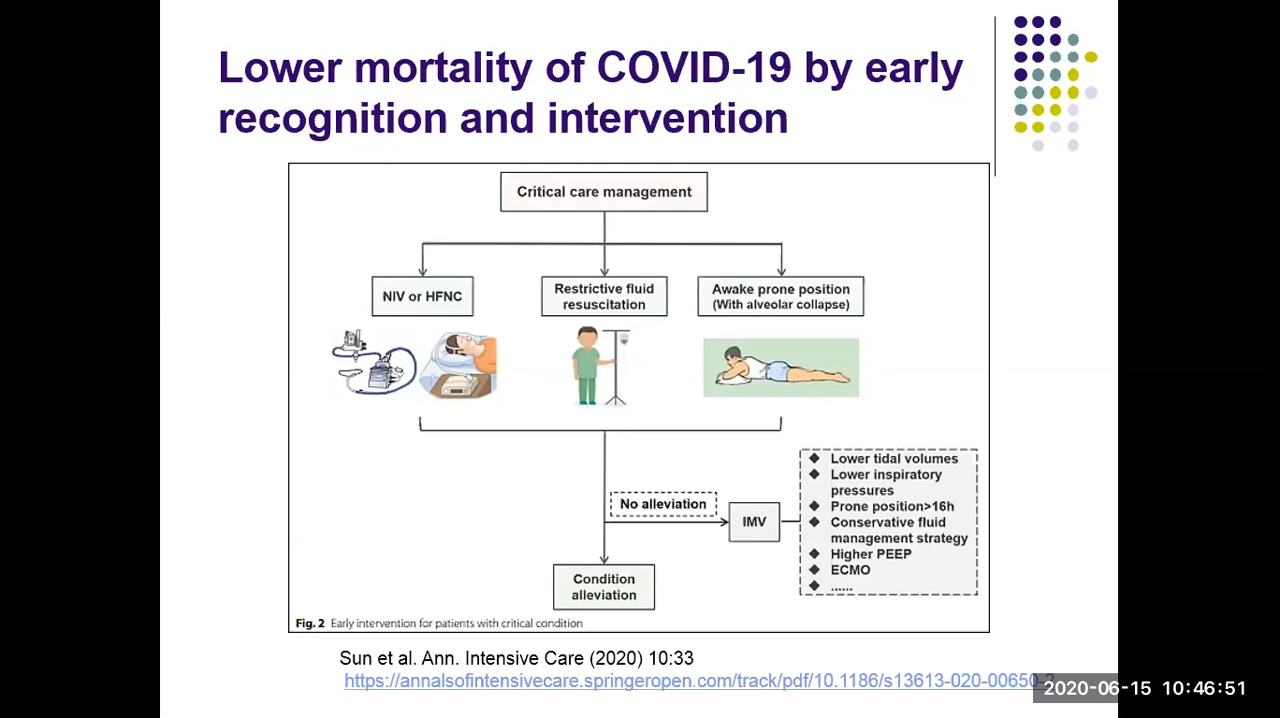 Lower mortality of COVID-19 by early
recognition and intervention
Critical care management
NIV or HFNC
Restrictive fluid
resuscitation
Awake prone position
(With alveolar collapse)
No alleviation
IMV
◆ Lower tidal volumes
◆ Lower inspiratory
pressures
◆ Prone position>16h
◆ Conservative fluid
management strategy
◆ Higher PEEP
◆ ECMO
◆ ......
Condition
alleviation
Fig. 2 Early intervention for patients with critical condition
Sun et al. Ann. Intensive Care (2020) 10:33
https://annalsofintensivecare.springeropen.com/track/pdf/10.1186/s13613-020-00650-
2020-06-15 10:46:51